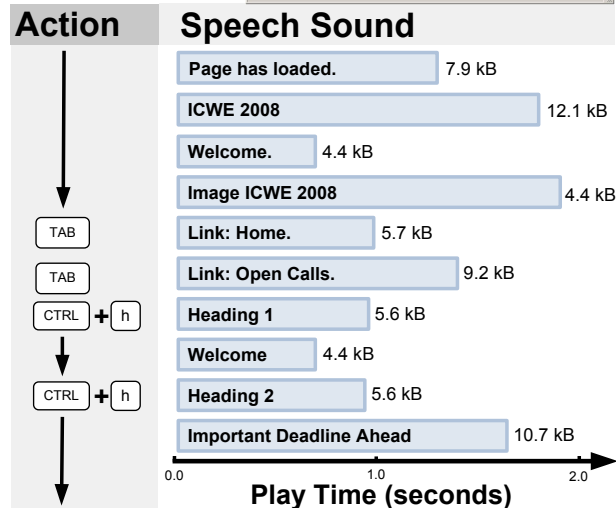 Action Speech Sound
Page has loaded. 7.9 kB
ICWE 2008 12.1 kB
Welcome. 4.4 kB
Image ICWE 2008 4.4 kB
TAB Link: Home. 5.7 kB
TAB Link: Open Calls. 9.2 kB
CTRL + h Heading 1 5.6 kB
Welcome 4.4 kB
CTRL + h Heading 2 5.6 kB
Important Deadline Ahead 10.7 kB
0.0 1.0 2.0
Play Time (seconds)